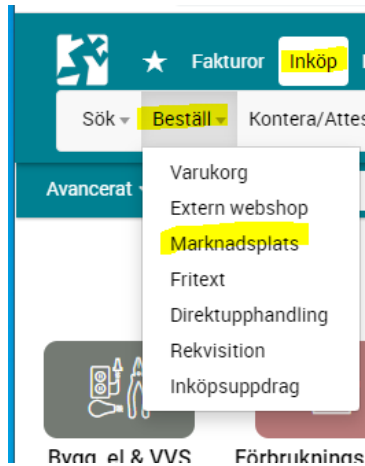 Fakturor Inköp
Sök Beställ Kontera/Attes
Avancerat
Varukorg
Extern webshop
Marknadsplats
Fritext
Direktupphandling
Rekvisition
Inköpsuppdrag
Bygg, el & VVS Förbruknings